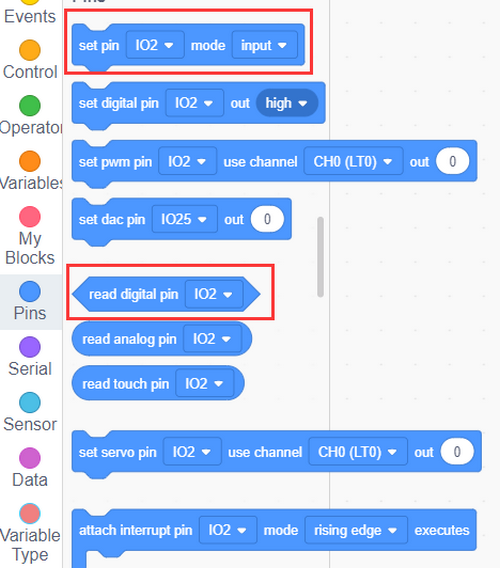 Events
Control
Operator
Variables
My
Blocks
Pins
Serial
Sensor
Data
Variable
Type
set pin IO2 mode input
set digital pin IO2 out high
set pwm pin IO2 use channel CH0 (LT0) out 0
set dac pin IO25 out 0
read digital pin IO2
read analog pin IO2
read touch pin IO2
set servo pin IO2 use channel CH0 (LT0) out 0
attach interrupt pin IO2 mode rising edge executes